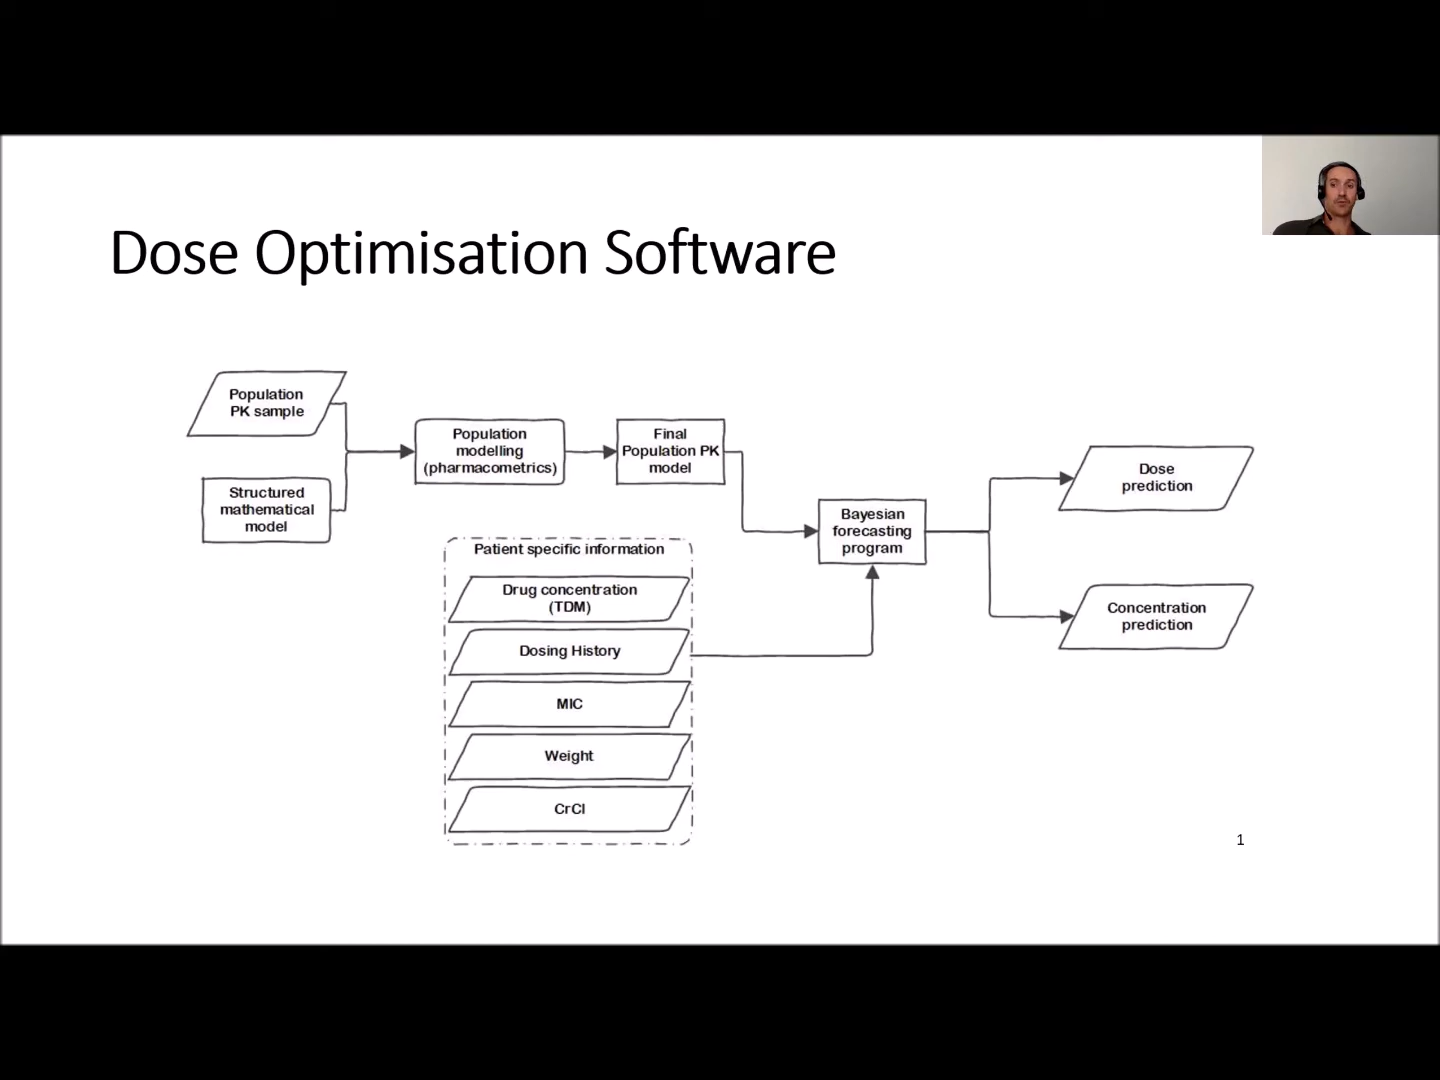 Dose Optimisation Software
Population
PK sample
Structured
mathematical
model
Population
modelling
(pharmacometrics)
Final
Population PK
model
Patient specific information
Drug concentration
(TDM)
Dosing History
MIC
Weight
CrCl
Bayesian
forecasting
program
Dose
prediction
Concentration
prediction
1